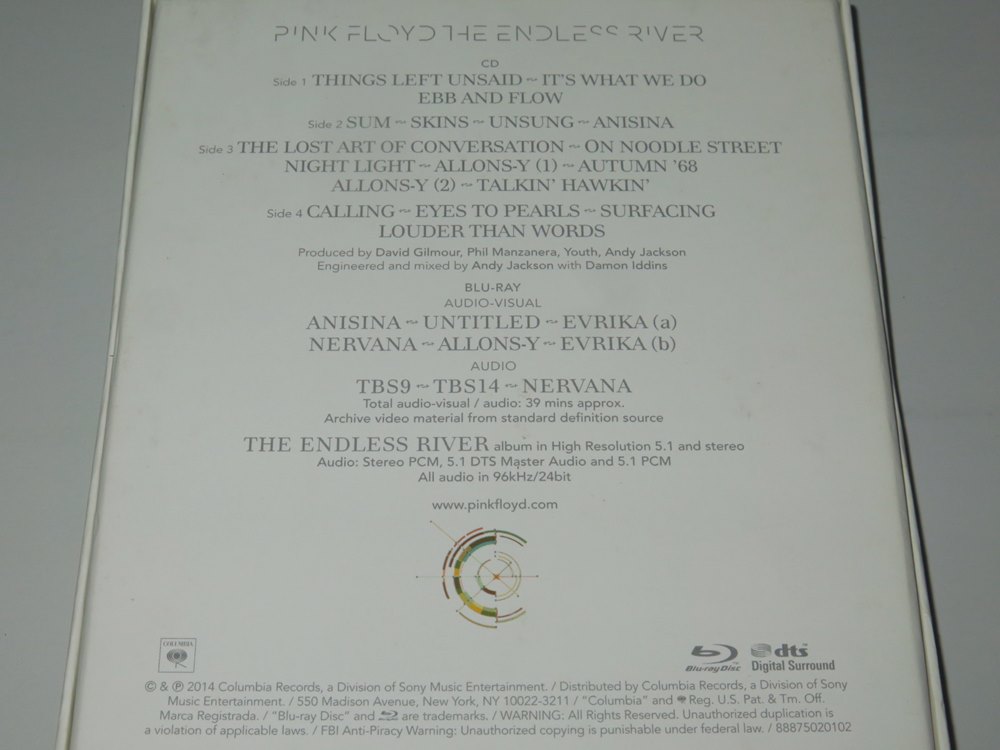 PINK FLOYD THE ENDLESS RIVER
CD
Side 1 THINGS LEFT UNSAID ~ IT'S WHAT WE DO
EBB AND FLOW
Side 2 SUM ~ SKINS ~ UNSUNG ~ ANISINA
Side 3 THE LOST ART OF CONVERSATION ~ ON NOODLE STREET
NIGHT LIGHT ~ ALLONS-Y (1) ~ AUTUMN '68
ALLONS-Y (2) ~ TALKIN' HAWKIN'
Side 4 CALLING ~ EYES TO PEARLS ~ SURFACING
LOUDER THAN WORDS
Produced by David Gilmour, Phil Manzanera, Youth, Andy Jackson
Engineered and mixed by Andy Jackson with Damon Iddins
BLU-RAY
AUDIO-VISUAL
ANISINA ~ UNTITLED ~ EVRIKA (a)
NERVANA ~ ALLONS-Y ~ EVRIKA (b)
AUDIO
TBS9 ~ TBS14 ~ NERVANA
Total audio-visual / audio: 39 mins approx.
Archive video material from standard definition source
THE ENDLESS RIVER album in High Resolution 5.1 and stereo
Audio: Stereo PCM, 5.1 DTS Master Audio and 5.1 PCM
All audio in 96kHz/24bit
www.pinkfloyd.com
COLUMBIA
Blu-ray Disc
dts
Digital Surround
© & ℗ 2014 Columbia Records, a Division of Sony Music Entertainment. / Distributed by Columbia Records, a Division of Sony
Music Entertainment. / 550 Madison Avenue, New York, NY 10022-3211 / "Columbia" and Reg. U.S. Pat. & Tm. Off.
Marca Registrada. / "Blu-ray Disc" and are trademarks. / WARNING: All Rights Reserved. Unauthorized duplication is
a violation of applicable laws. / FBI Anti-Piracy Warning: Unauthorized copying is punishable under federal law. / 88875020102